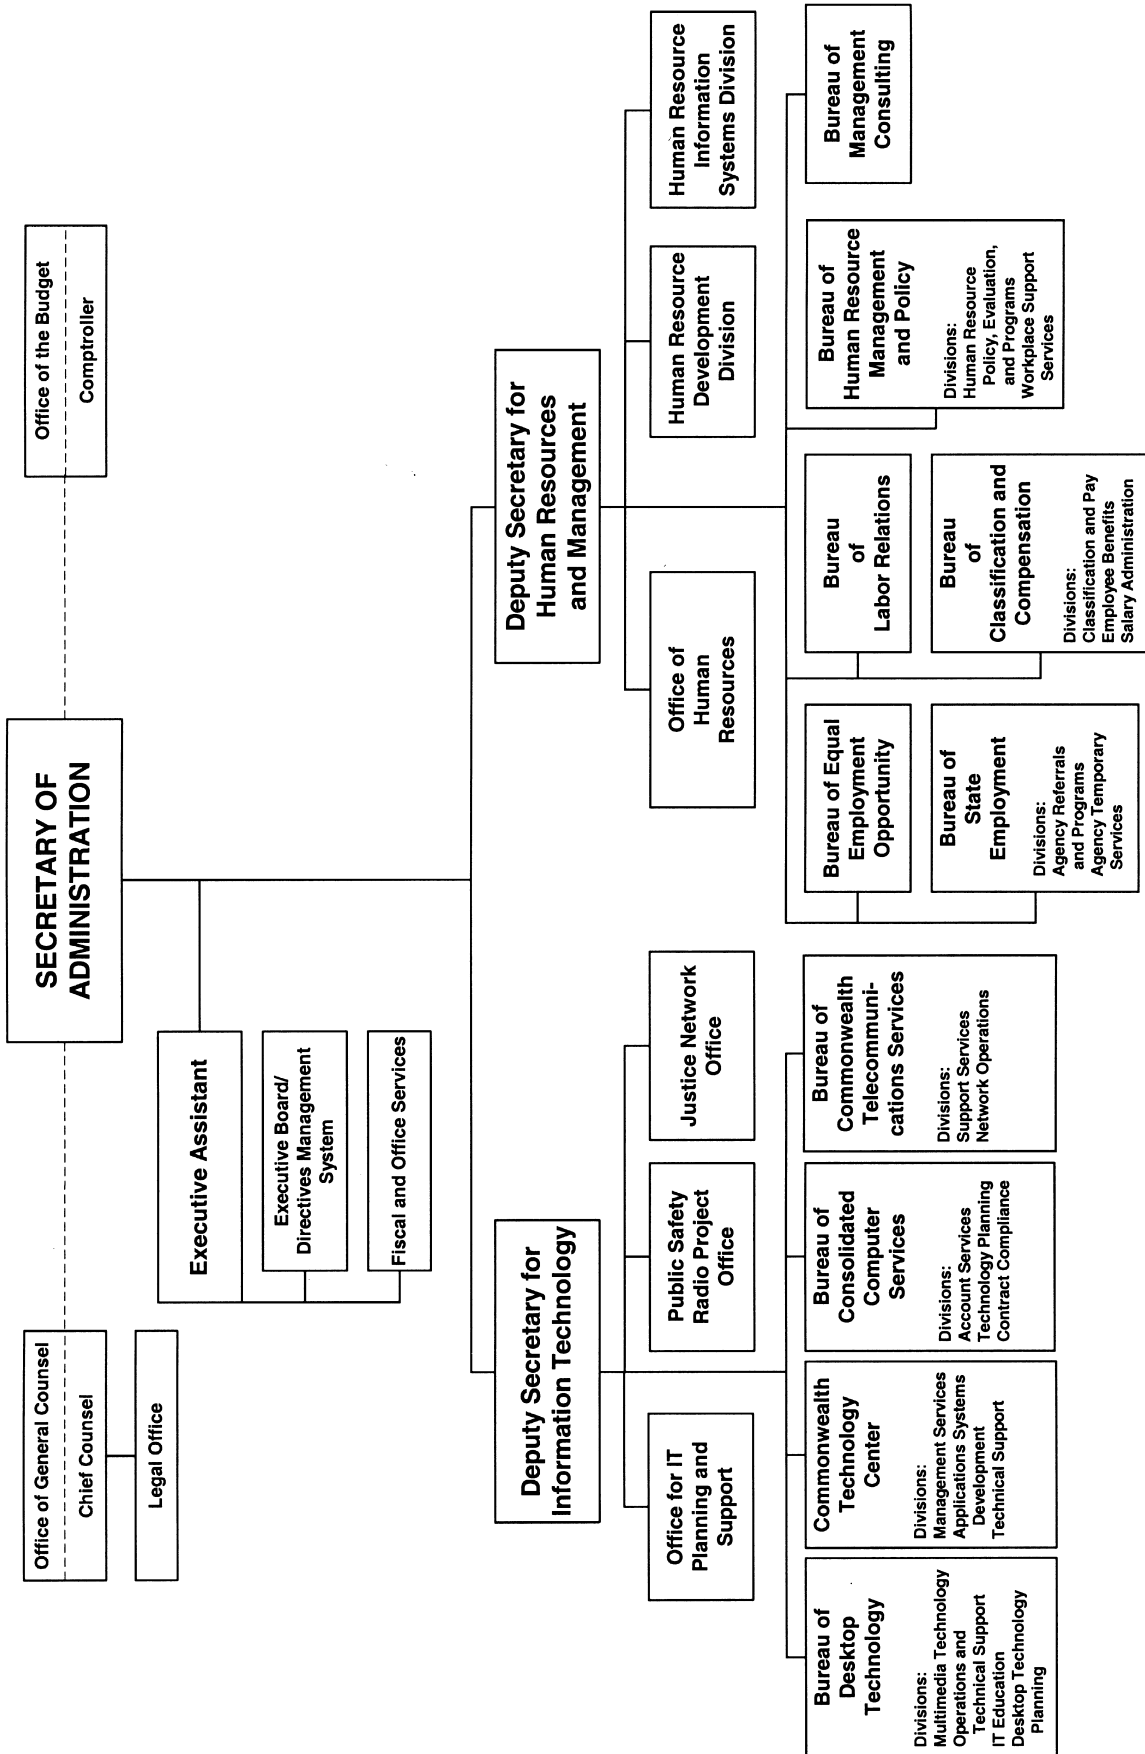 SECRETARY OF
ADMINISTRATION
Office of General Counsel
Chief Counsel
Legal Office
Office of the Budget
Comptroller
Executive Assistant
Executive Board/
Directives Management
System
Fiscal and Office Services
Deputy Secretary for
Information Technology
Deputy Secretary for
Human Resources
and Management
Office for IT
Planning and
Support
Public Safety
Radio Project
Office
Justice Network
Office
Office of
Human
Resources
Human Resource
Development
Division
Human Resource
Information
Systems Division
Bureau of
Desktop
Technology
Divisions:
Multimedia Technology
Operations and
Technical Support
IT Education
Desktop Technology
Planning
Commonwealth
Technology
Center
Divisions:
Management Services
Applications Systems
Development
Technical Support
Bureau of
Consolidated
Computer
Services
Divisions:
Account Services
Technology Planning
Contract Compliance
Bureau of
Commonwealth
Telecommuni-
cations Services
Divisions:
Support Services
Network Operations
Bureau of Equal
Employment
Opportunity
Bureau of
State
Employment
Divisions:
Agency Referrals
and Programs
Agency Temporary
Services
Bureau
of
Labor Relations
Bureau
of
Classification and
Compensation
Divisions:
Classification and Pay
Employee Benefits
Salary Administration
Bureau of
Human Resource
Management
and Policy
Divisions:
Human Resource
Policy, Evaluation,
and Programs
Workplace Support
Services
Bureau of
Management
Consulting